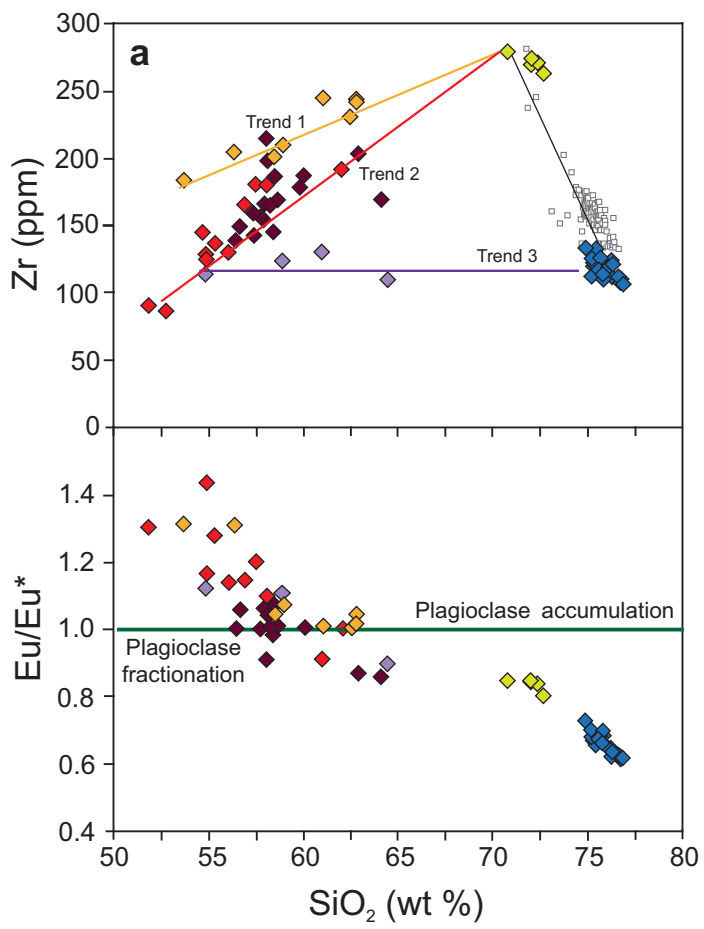 300
a
250
Trend 1
200
Trend 2
150
Trend 3
100
50
0
Zr (ppm)
1.4
1.2
Plagioclase accumulation
1.0
Plagioclase
fractionation
0.8
0.6
0.4
Eu/Eu*
50 55 60 65 70 75 80
SiO₂ (wt %)